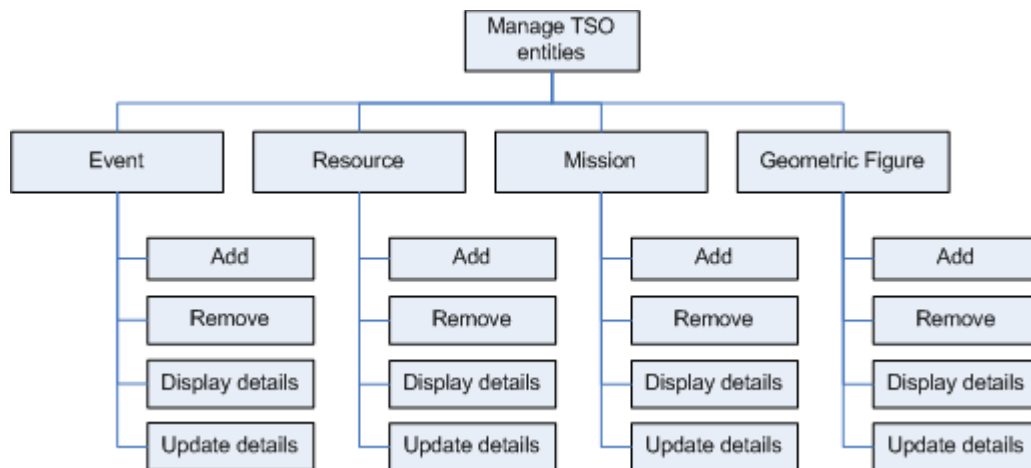 Manage TSO
entities
Event
Resource
Mission
Geometric Figure
Add
Add
Add
Add
Remove
Remove
Remove
Remove
Display details
Display details
Display details
Display details
Update details
Update details
Update details
Update details